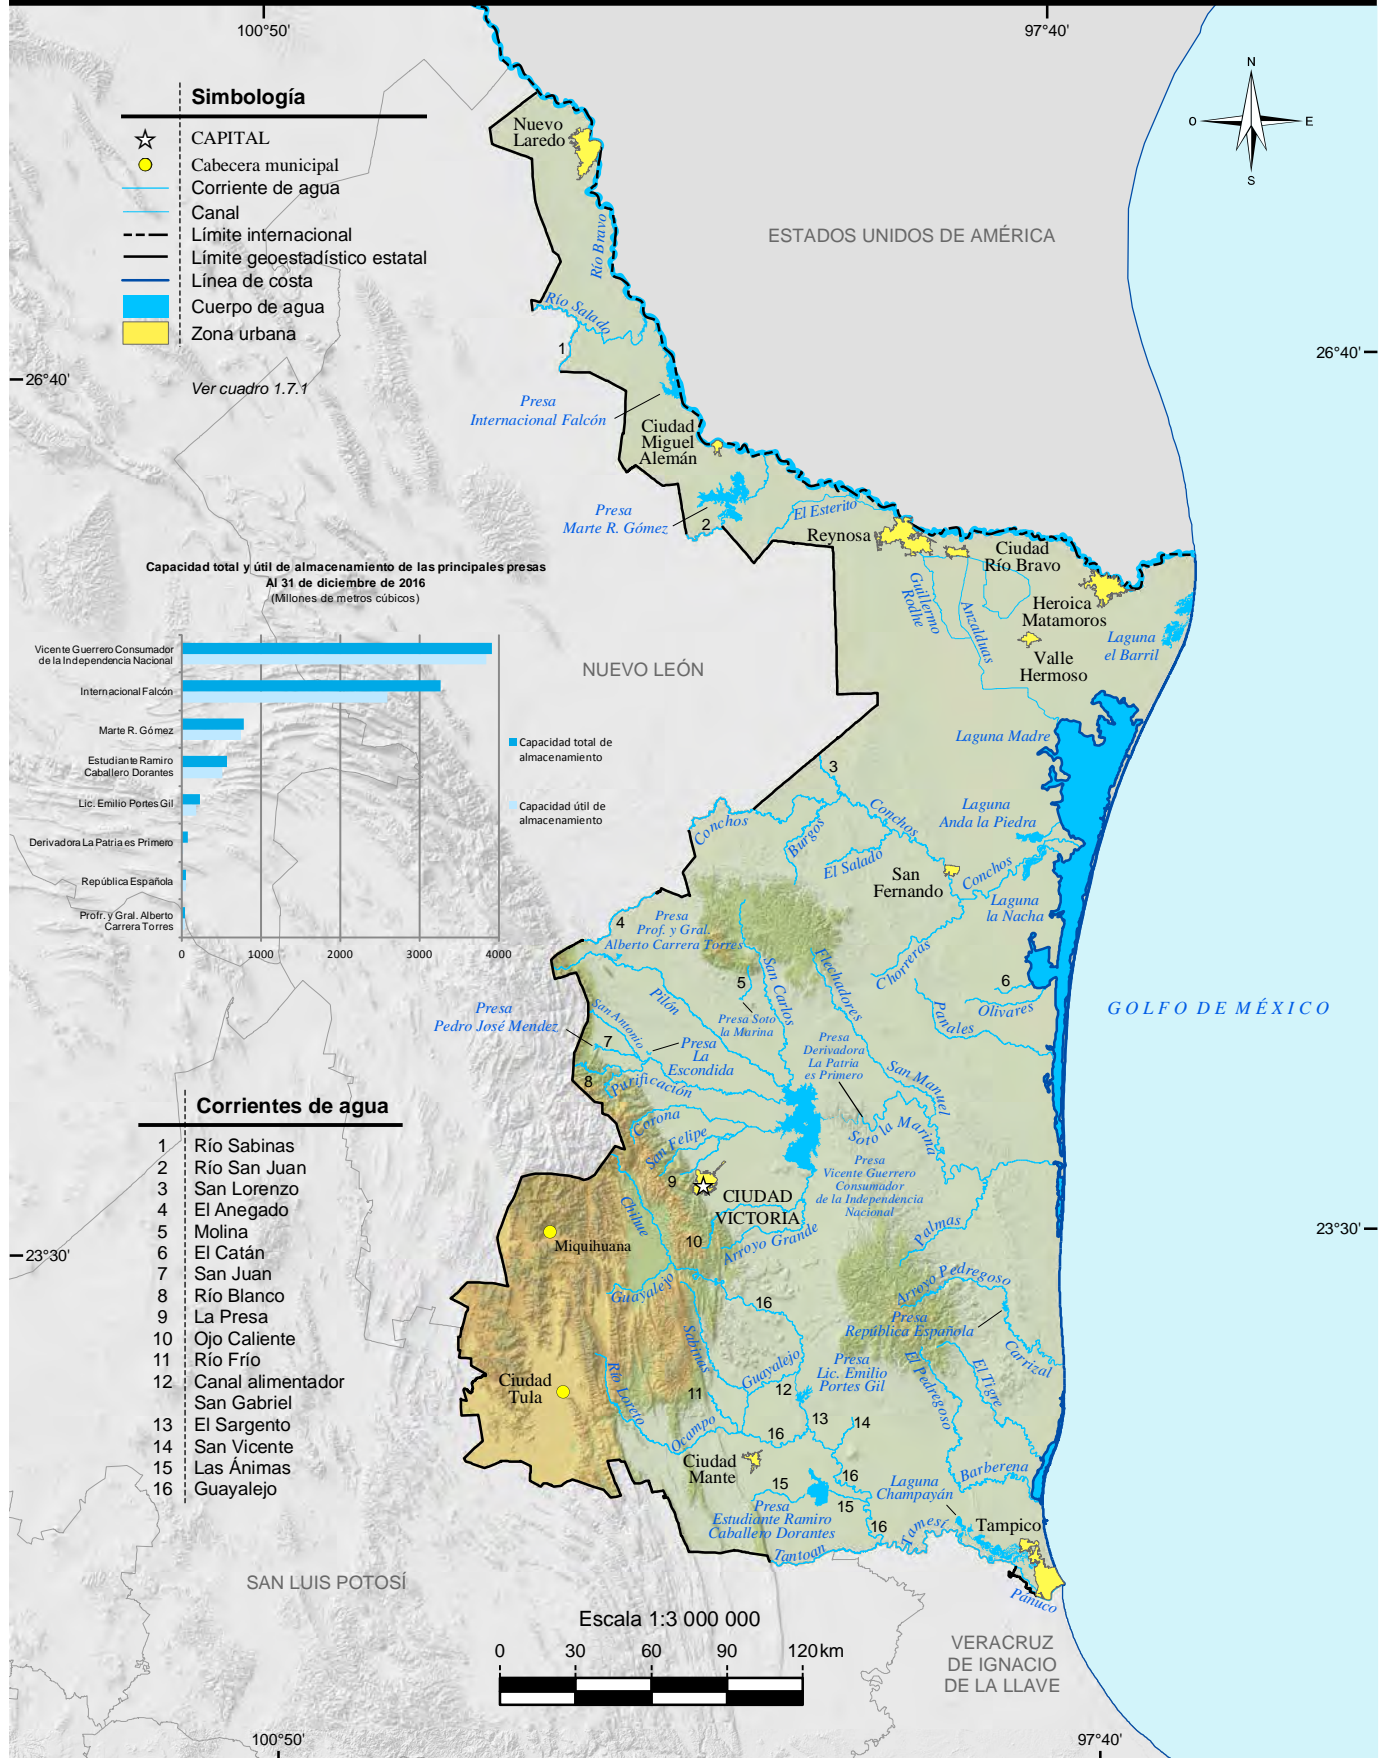 100°50'
97°40'
Simbología
CAPITAL
Cabecera municipal
Corriente de agua
Canal
Límite internacional
Límite geoestadístico estatal
Línea de costa
Cuerpo de agua
Zona urbana
Ver cuadro 1.7.1
N
O
E
S
Nuevo
Laredo
Río Bravo
ESTADOS UNIDOS DE AMÉRICA
Río Salado
1
26°40'
26°40'
Presa
Internacional Falcón
Ciudad
Miguel
Alemán
Presa
Marte R. Gómez
2
El Esterito
Reynosa
Ciudad
Río Bravo
Guillermo
Rodhe
Anzalduas
Heroica
Matamoros
Valle
Hermoso
Laguna
el Barril
Capacidad total y útil de almacenamiento de las principales presas
Al 31 de diciembre de 2016
(Millones de metros cúbicos)
Vicente Guerrero Consumador
de la Independencia Nacional
Internacional Falcón
Marte R. Gómez
Estudiante Ramiro
Caballero Dorantes
Lic. Emilio Portes Gil
Derivadora La Patria es Primero
República Española
Profr. y Gral. Alberto
Carrera Torres
0
1000
2000
3000
4000
Capacidad total de
almacenamiento
Capacidad útil de
almacenamiento
NUEVO LEÓN
Laguna Madre
3
Conchos
Conchos
Burgos
El Salado
Laguna
Anda la Piedra
San
Fernando
Conchos
Laguna
la Nacha
4
Presa
Prof. y Gral.
Alberto Carrera Torres
Flechadores
Chorreras
5
San Carlos
Pilón
6
Olivares
Panales
GOLFO DE MÉXICO
Presa
Pedro José Mendez
San Antonio
Presa Soto
la Marina
7
Presa
La
Escondida
Presa
Derivadora
La Patria
es Primero
8
Purificación
San Manuel
Corona
San Felipe
Soto la Marina
Presa
Vicente Guerrero
Consumador
de la Independencia
Nacional
9
CIUDAD
VICTORIA
Chihue
Miquihuana
10
Arroyo Grande
Palmas
23°30'
23°30'
Corrientes de agua
1 Río Sabinas
2 Río San Juan
3 San Lorenzo
4 El Anegado
5 Molina
6 El Catán
7 San Juan
8 Río Blanco
9 La Presa
10 Ojo Caliente
11 Río Frío
12 Canal alimentador
San Gabriel
13 El Sargento
14 San Vicente
15 Las Ánimas
16 Guayalejo
Guayalejo
16
Arroyo Pedregoso
Presa
República Española
Carrizal
Sabinas
Guayalejo
Presa
Lic. Emilio
Portes Gil
El Pedregoso
El Tigre
Ciudad
Tula
Río Loreto
11
12
13
14
Ocampo
16
Ciudad
Mante
15
16
Barberena
Laguna
Champayán
Presa
Estudiante Ramiro
Caballero Dorantes
15
16
Tamesí
Tampico
Tantoan
Panuco
SAN LUIS POTOSÍ
Escala 1:3 000 000
0
30
60
90
120 km
VERACRUZ
DE IGNACIO
DE LA LLAVE
100°50'
97°40'